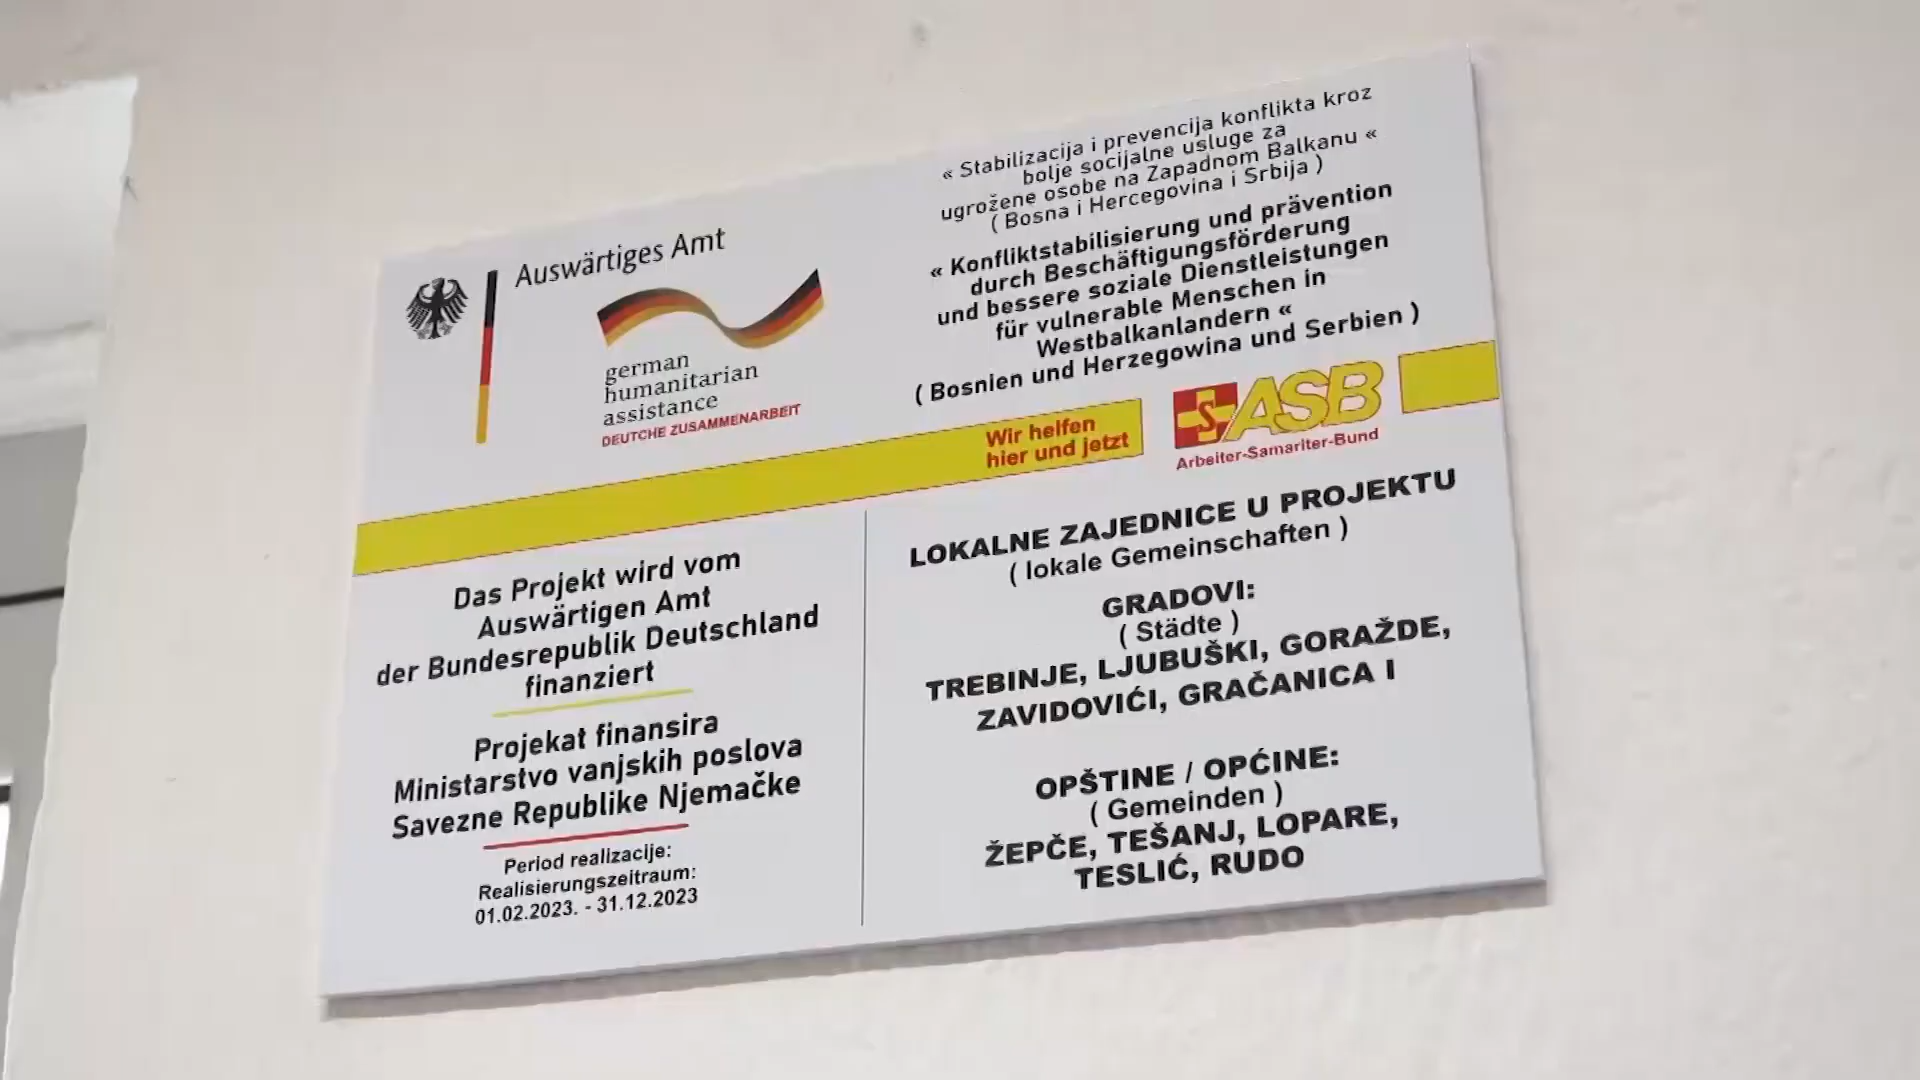 Auswärtiges Amt
german
humanitarian
assistance
DEUTCHE ZUSAMMENARBEIT
« Stabilizacija i prevencija konflikta kroz
bolje socijalne usluge za
ugrožene osobe na Zapadnom Balkanu «
( Bosna i Hercegovina i Srbija )
« Konfliktstabilisierung und prävention
durch Beschäftigungsförderung
und bessere soziale Dienstleistungen
für vulnerable Menschen in
Westbalkanlandern «
( Bosnien und Herzegowina und Serbien )
Wir helfen
hier und jetzt
S ASB
Arbeiter-Samariter-Bund
Das Projekt wird vom
Auswärtigen Amt
der Bundesrepublik Deutschland
finanziert
Projekat finansira
Ministarstvo vanjskih poslova
Savezne Republike Njemačke
Period realizacije:
Realisierungszeitraum:
01.02.2023. - 31.12.2023
LOKALNE ZAJEDNICE U PROJEKTU
( lokale Gemeinschaften )
GRADOVI:
( Städte )
TREBINJE, LJUBUŠKI, GORAŽDE,
ZAVIDOVIĆI, GRAČANICA I
OPŠTINE / OPĆINE:
( Gemeinden )
ŽEPČE, TEŠANJ, LOPARE,
TESLIĆ, RUDO